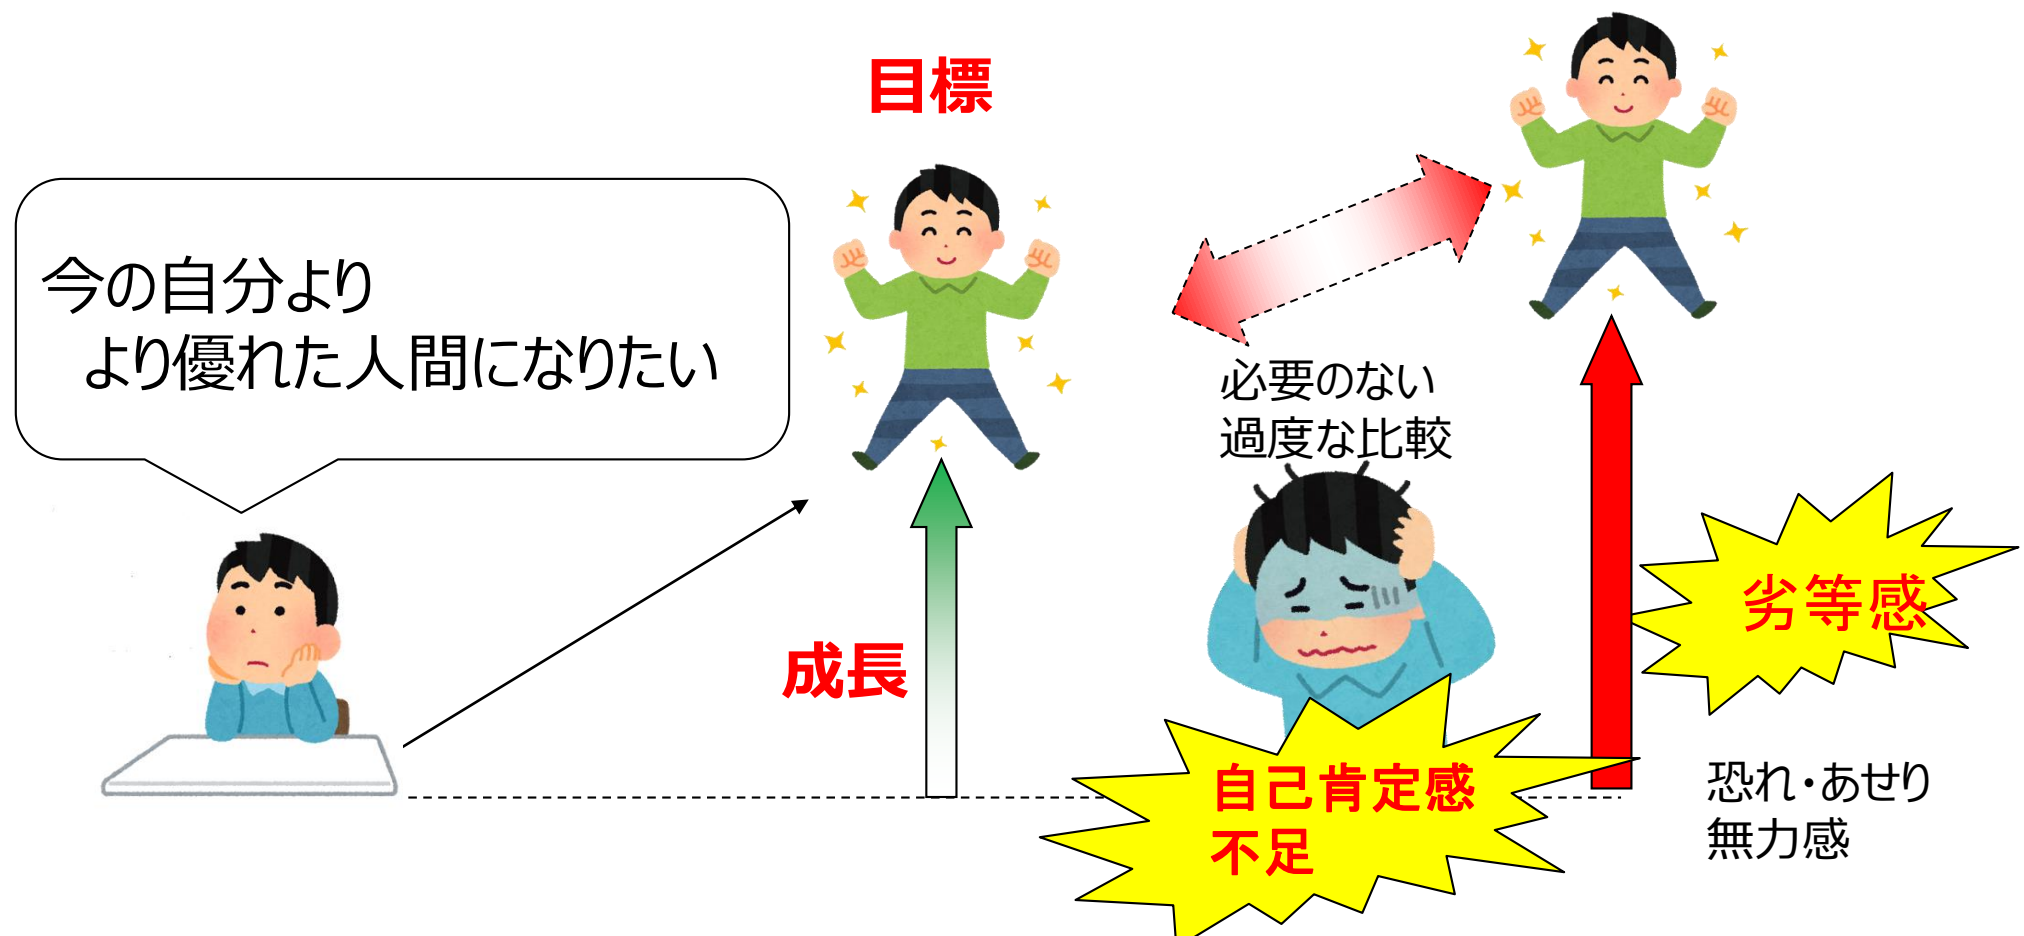 目標
今の自分より
より優れた人間になりたい
必要のない
過度な比較
劣等感
成長
自己肯定感
不足
恐れ・あせり
無力感